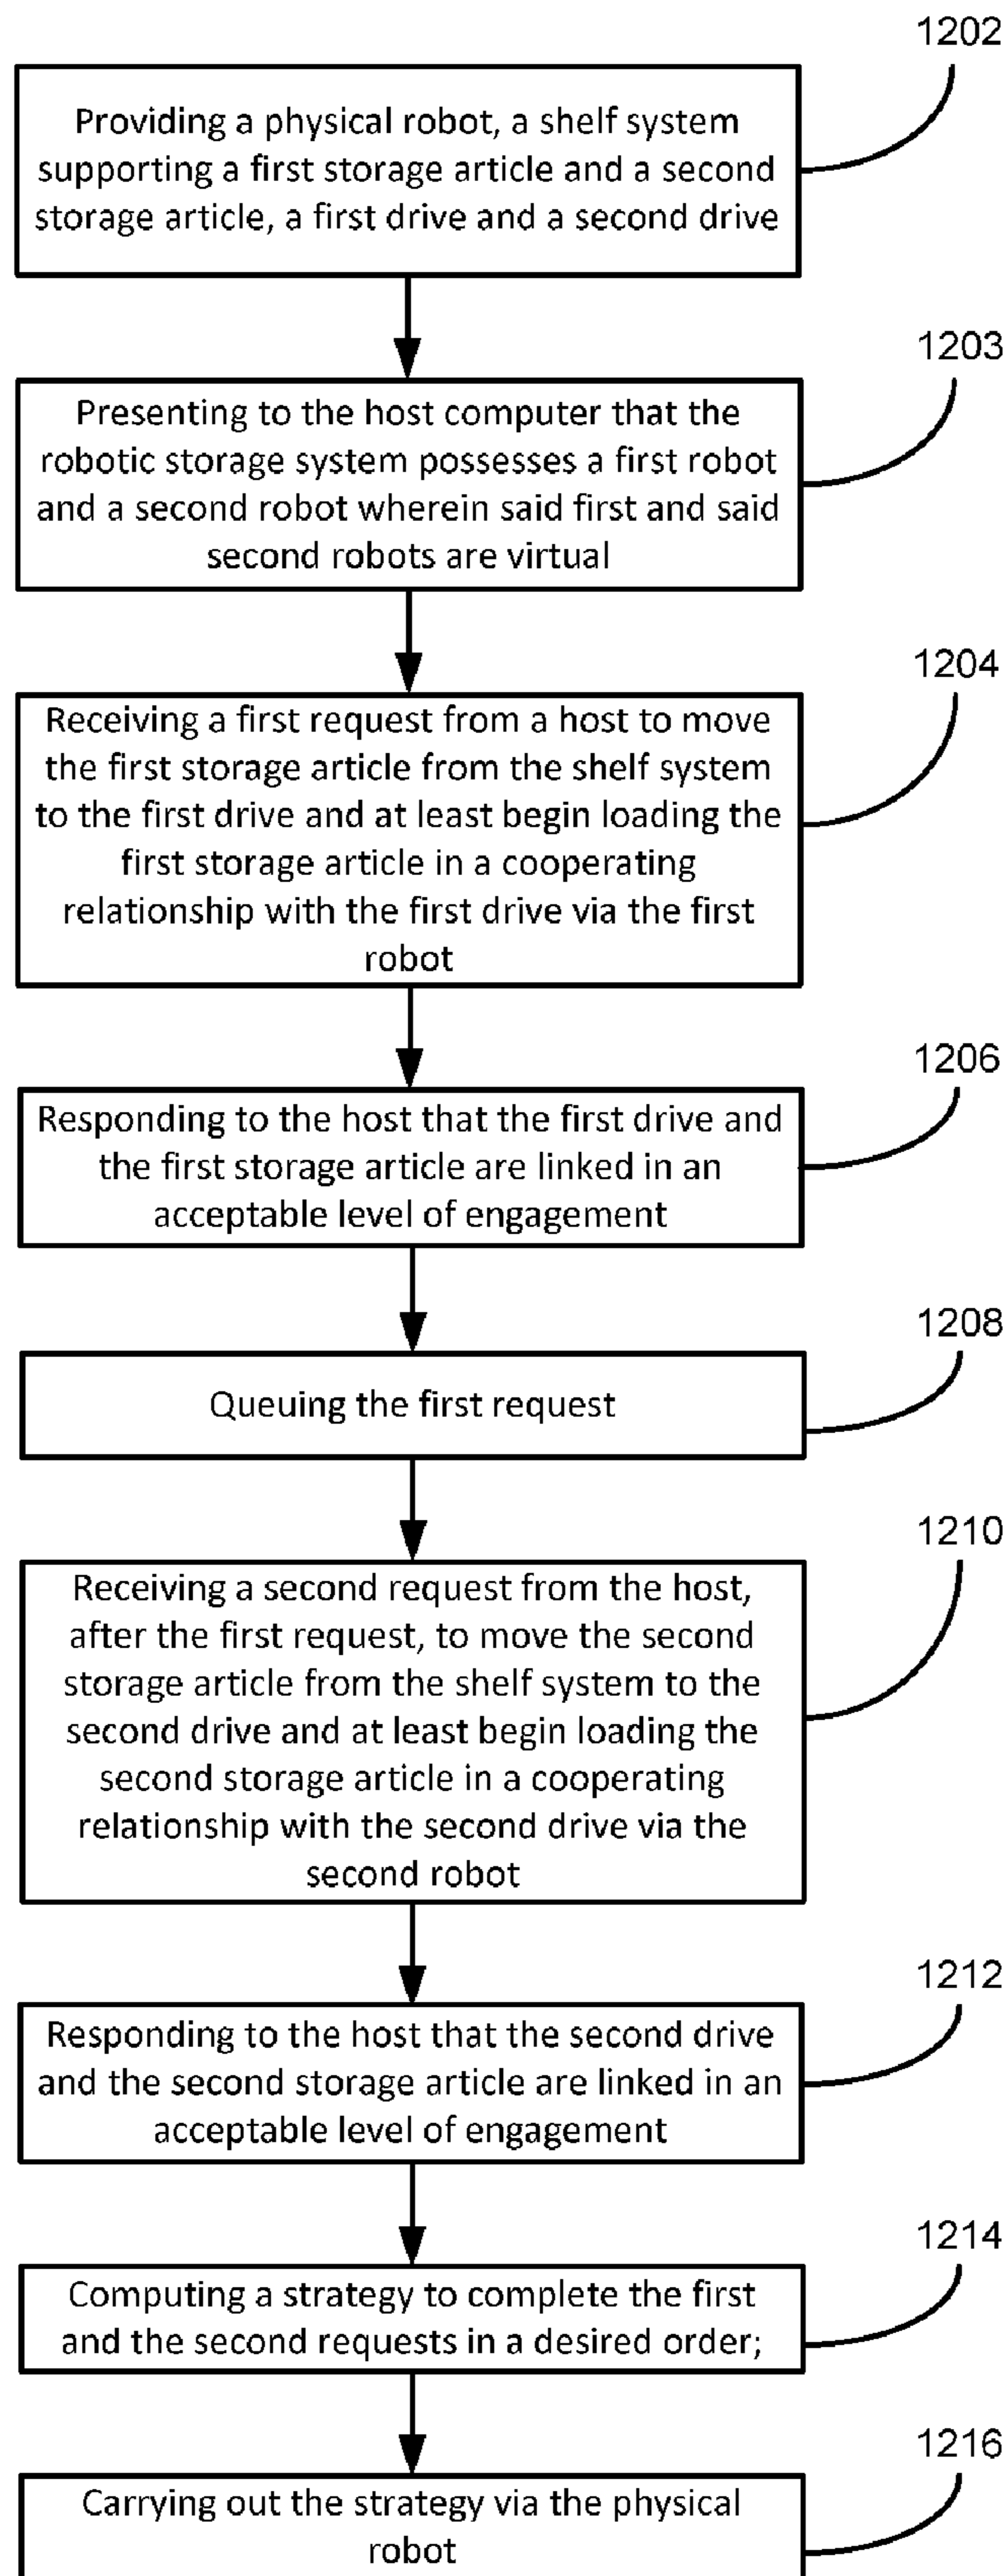 1202
Providing a physical robot, a shelf system
supporting a first storage article and a second
storage article, a first drive and a second drive
1203
Presenting to the host computer that the
robotic storage system possesses a first robot
and a second robot wherein said first and said
second robots are virtual
1204
Receiving a first request from a host to move
the first storage article from the shelf system
to the first drive and at least begin loading the
first storage article in a cooperating
relationship with the first drive via the first
robot
1206
Responding to the host that the first drive and
the first storage article are linked in an
acceptable level of engagement
1208
Queuing the first request
1210
Receiving a second request from the host,
after the first request, to move the second
storage article from the shelf system to the
second drive and at least begin loading the
second storage article in a cooperating
relationship with the second drive via the
second robot
1212
Responding to the host that the second drive
and the second storage article are linked in an
acceptable level of engagement
1214
Computing a strategy to complete the first
and the second requests in a desired order;
1216
Carrying out the strategy via the physical
robot